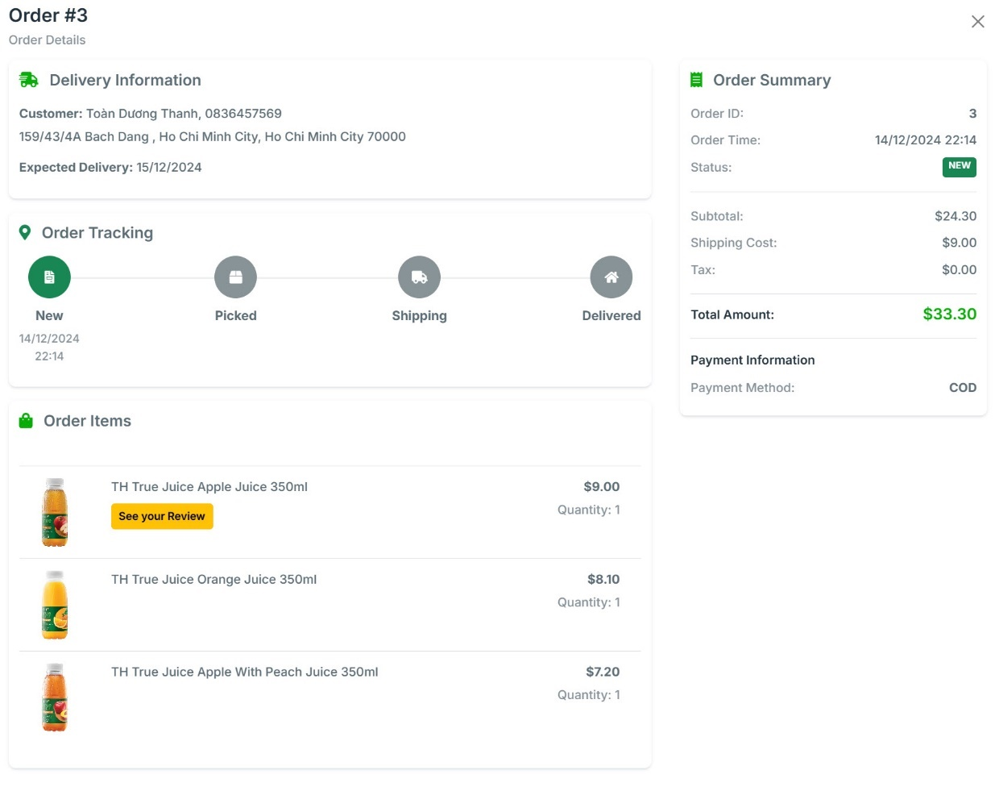 Order #3
Order Details
Delivery Information
Customer: Toàn Dương Thanh, 0836457569
159/43/4A Bach Dang , Ho Chi Minh City, Ho Chi Minh City 70000
Expected Delivery: 15/12/2024
Order Tracking
New
Picked
Shipping
Delivered
14/12/2024
22:14
Order Items
TH True Juice Apple Juice 350ml
$9.00
See your Review
Quantity: 1
TH True Juice Orange Juice 350ml
$8.10
Quantity: 1
TH True Juice Apple With Peach Juice 350ml
$7.20
Quantity: 1
Order Summary
Order ID: 3
Order Time: 14/12/2024 22:14
Status: NEW
Subtotal: $24.30
Shipping Cost: $9.00
Tax: $0.00
Total Amount: $33.30
Payment Information
Payment Method: COD